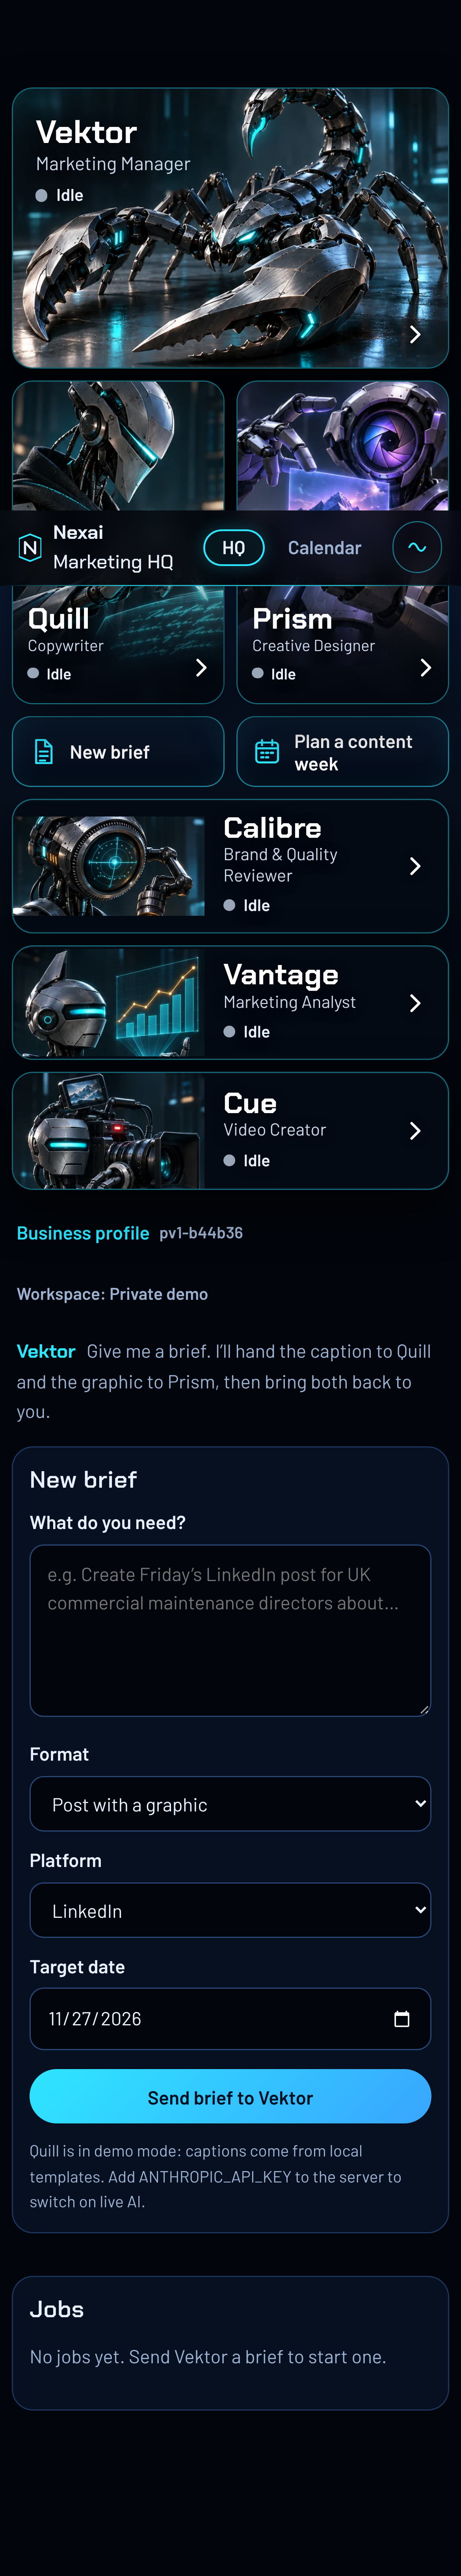 Vektor
Marketing Manager
Idle
Nexai
Marketing HQ
HQ
Calendar
Quill
Copywriter
Idle
Prism
Creative Designer
Idle
New brief
Plan a content
week
Calibre
Brand & Quality
Reviewer
Idle
Vantage
Marketing Analyst
Idle
Cue
Video Creator
Idle
Business profile pv1-b44b36
Workspace: Private demo
Vektor Give me a brief. I'll hand the caption to Quill
and the graphic to Prism, then bring both back to
you.
New brief
What do you need?
e.g. Create Friday's LinkedIn post for UK
commercial maintenance directors about...
Format
Post with a graphic
Platform
LinkedIn
Target date
11/27/2026
Send brief to Vektor
Quill is in demo mode: captions come from local
templates. Add ANTHROPIC_API_KEY to the server to
switch on live AI.
Jobs
No jobs yet. Send Vektor a brief to start one.